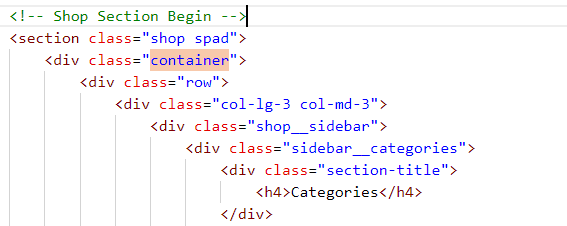 <!-- Shop Section Begin -->
<section class="shop spad">
<div class="container">
<div class="row">
<div class="col-lg-3 col-md-3">
<div class="shop__sidebar">
<div class="sidebar__categories">
<div class="section-title">
<h4>Categories</h4>
</div>